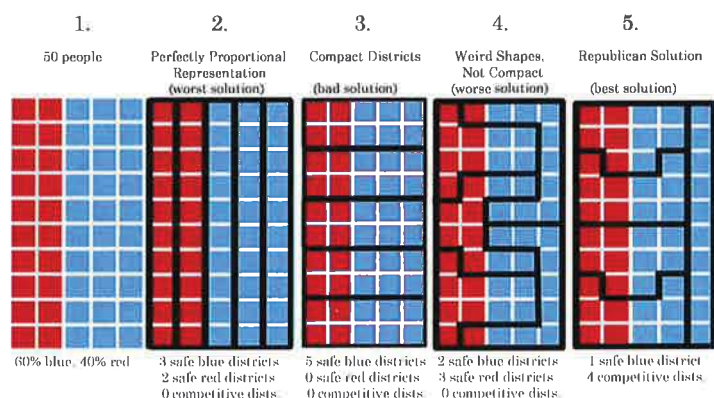 1.
50 people
60% blue, 40% red
2.
Perfectly Proportional
Representation
(worst solution)
3 safe blue districts
2 safe red districts
0 competitive dists.
3.
Compact Districts
(bad solution)
5 safe blue districts
0 safe red districts
0 competitive dists.
4.
Weird Shapes,
Not Compact
(worse solution)
2 safe blue districts
3 safe red districts
0 competitive dists.
5.
Republican Solution
(best solution)
1 safe blue district
4 competitive dists.